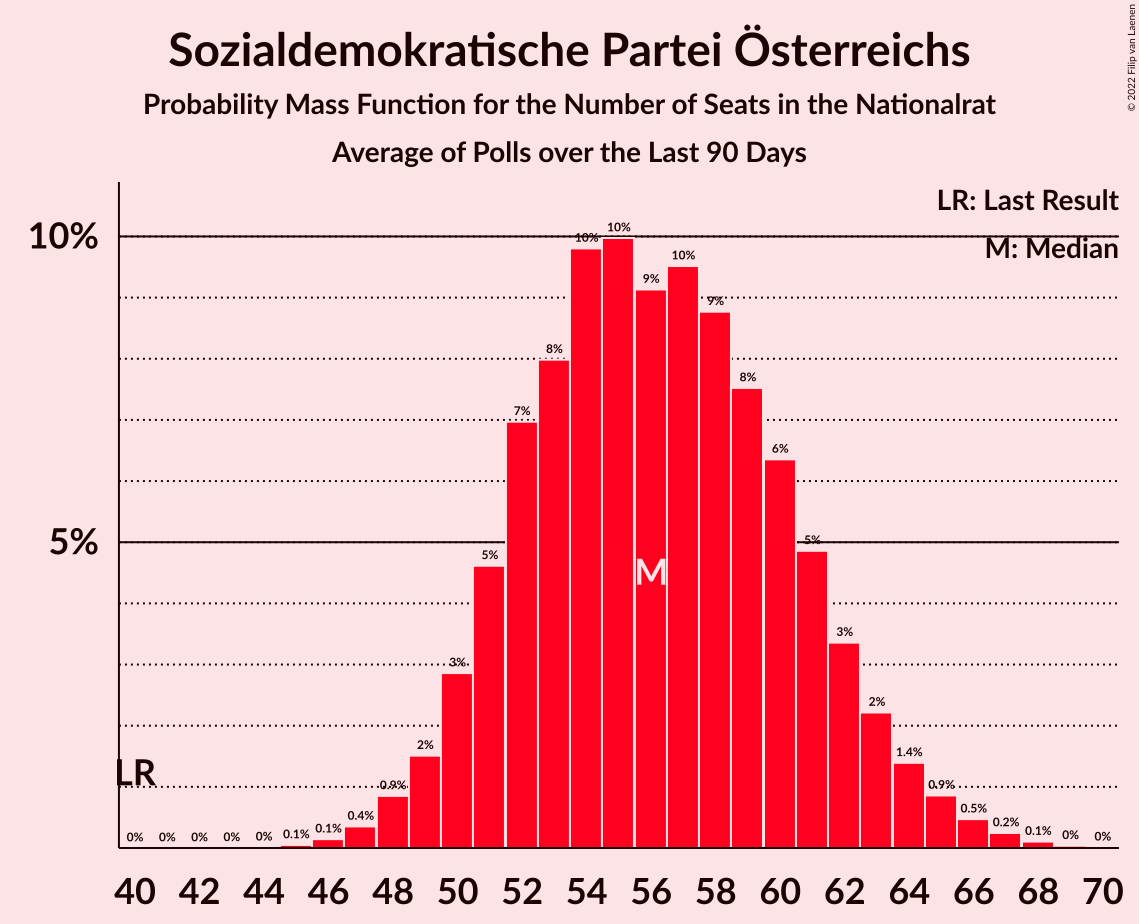 Sozialdemokratische Partei Österreichs
Probability Mass Function for the Number of Seats in the Nationalrat
Average of Polls over the Last 90 Days
© 2022 Filip van Laenen
LR: Last Result
M: Median
10%
5%
LR
M
0% 0% 0% 0% 0% 0.1% 0.1% 0.4% 0.9% 2% 3% 5% 7% 8% 10% 10% 9% 10% 9% 8% 6% 5% 3% 2% 1.4% 0.9% 0.5% 0.2% 0.1% 0% 0%
40 42 44 46 48 50 52 54 56 58 60 62 64 66 68 70